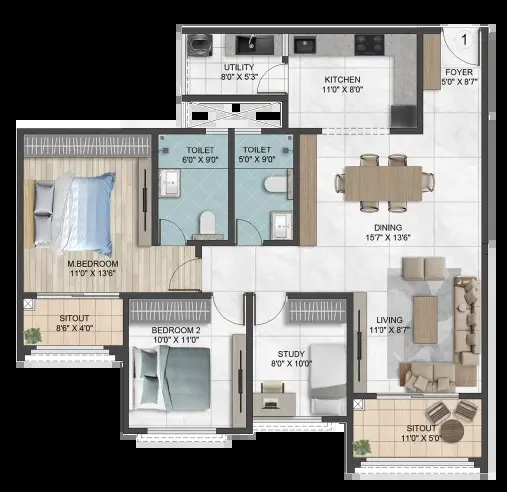 1
FOYER
5'0" X 8'7"
UTILITY
8'0" X 5'3"
KITCHEN
11'0" X 8'0"
TOILET
6'0" X 9'0"
TOILET
5'0" X 9'0"
DINING
15'7" X 13'6"
M.BEDROOM
11'0" X 13'6"
SITOUT
8'6" X 4'0"
BEDROOM 2
10'0" X 11'0"
STUDY
8'0" X 10'0"
LIVING
11'0" X 8'7"
SITOUT
11'0" X 5'0"